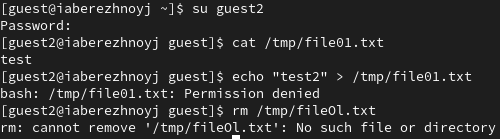 [guest@iaberezhnoyj ~]$ su guest2
Password:
[guest2@iaberezhnoyj guest]$ cat /tmp/file01.txt
test
[guest2@iaberezhnoyj guest]$ echo "test2" > /tmp/file01.txt
bash: /tmp/file01.txt: Permission denied
[guest2@iaberezhnoyj guest]$ rm /tmp/fileOl.txt
rm: cannot remove '/tmp/fileOl.txt': No such file or directory